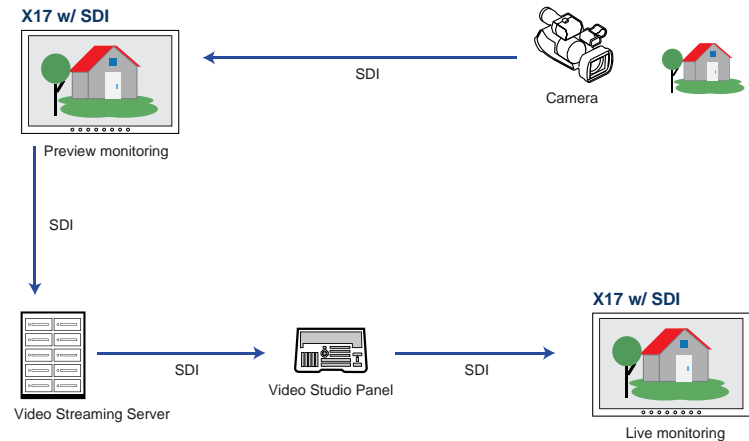 X17 w/ SDI
SDI
Camera
Preview monitoring
SDI
X17 w/ SDI
SDI
SDI
Video Studio Panel
Video Streaming Server
Live monitoring